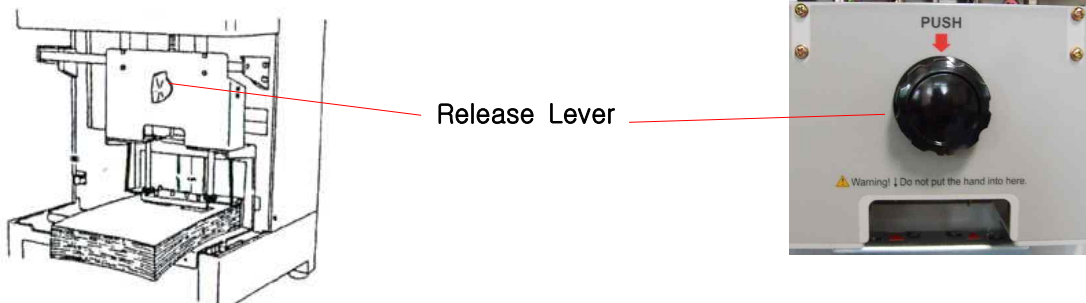 PUSH
Release Lever
Warning! ↓ Do not put the hand into here.